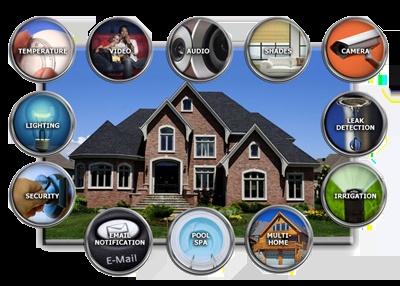 TEMPERATURE
VIDEO
AUDIO
SHADES
CAMERA
LIGHTING
LEAK
DETECTION
SECURITY
IRRIGATION
EMAIL
NOTIFICATION
E-Mail
POOL
SPA
MULTI-
HOME